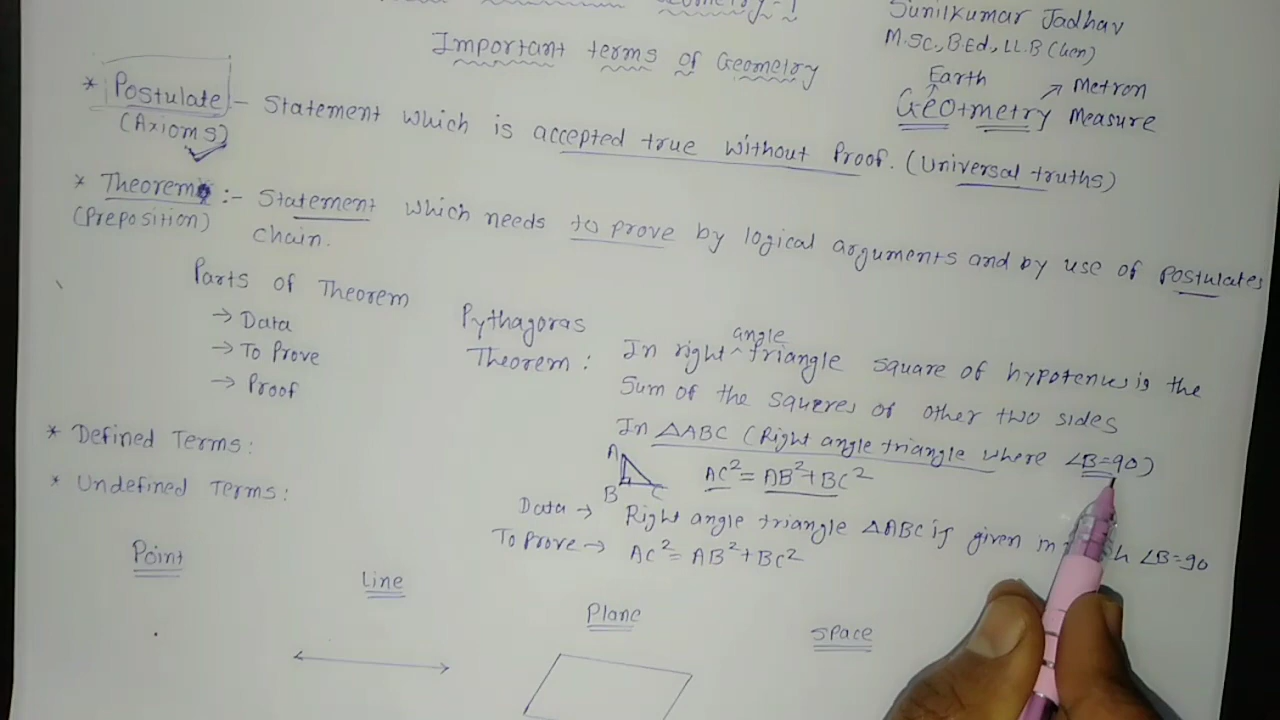 Geometry-1
Sunilkumar Jadhav
M.Sc., B.Ed., LL.B (Gen)
Important terms of Geometry
Earth
Metron
Geo+metry Measure
* Postulate :- Statement which is accepted true without Proof. (Universal truths)
(Axioms)
* Theorem :- Statement which needs to prove by logical arguments and by use of Postulates
(Preposition) chain.
Parts of Theorem
→ Data
→ To Prove
→ Proof
Pythagoras
Theorem :
angle
In right ^ triangle square of hypotenus is the
Sum of the squeres of other two sides
In △ABC (Right angle triangle where ∠B=90)
A
B C
AC² = AB² + BC²
Data → Right angle triangle △ABC is given in ∠B=90
To Prove → AC² = AB² + BC²
* Defined Terms:
* Undefined Terms:
Point
Line
Plane
Space